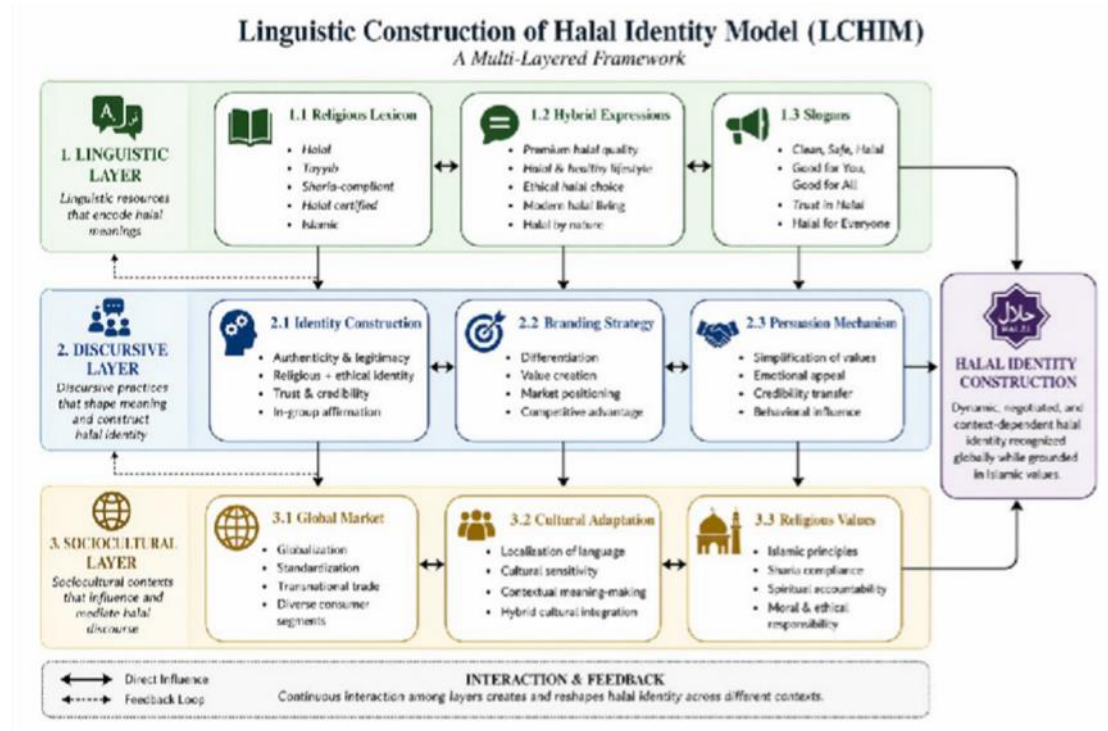 Linguistic Construction of Halal Identity Model (LCHIM)
A Multi-Layered Framework
1. LINGUISTIC
LAYER
Linguistic resources
that encode halal
meanings
1.1 Religious Lexicon
• Halal
• Tayyib
• Sharia-compliant
• Halal certified
• Islamic
1.2 Hybrid Expressions
• Premium halal quality
• Halal & healthy lifestyle
• Ethical halal choice
• Modern halal living
• Halal by nature
1.3 Slogans
• Clean, Safe, Halal
• Good for You,
Good for All
• Trust in Halal
• Halal for Everyone
2. DISCURSIVE
LAYER
Discursive practices
that shape meaning
and construct
halal identity
2.1 Identity Construction
• Authenticity & legitimacy
• Religious + ethical identity
• Trust & credibility
• In-group affirmation
2.2 Branding Strategy
• Differentiation
• Value creation
• Market positioning
• Competitive advantage
2.3 Persuasion Mechanism
• Simplification of values
• Emotional appeal
• Credibility transfer
• Behavioral influence
حلال
HALAL IDENTITY
CONSTRUCTION
Dynamic, negotiated, and
context-dependent halal
identity recognized
globally while grounded
in Islamic values.
3. SOCIOCULTURAL
LAYER
Sociocultural contexts
that influence and
mediate halal
discourse
3.1 Global Market
• Globalization
• Standardization
• Transnational trade
• Diverse consumer
segments
3.2 Cultural Adaptation
• Localization of language
• Cultural sensitivity
• Contextual meaning-making
• Hybrid cultural integration
3.3 Religious Values
• Islamic principles
• Sharia compliance
• Spiritual accountability
• Moral & ethical
responsibility
Direct Influence
Feedback Loop
INTERACTION & FEEDBACK
Continuous interaction among layers creates and reshapes halal identity across different contexts.